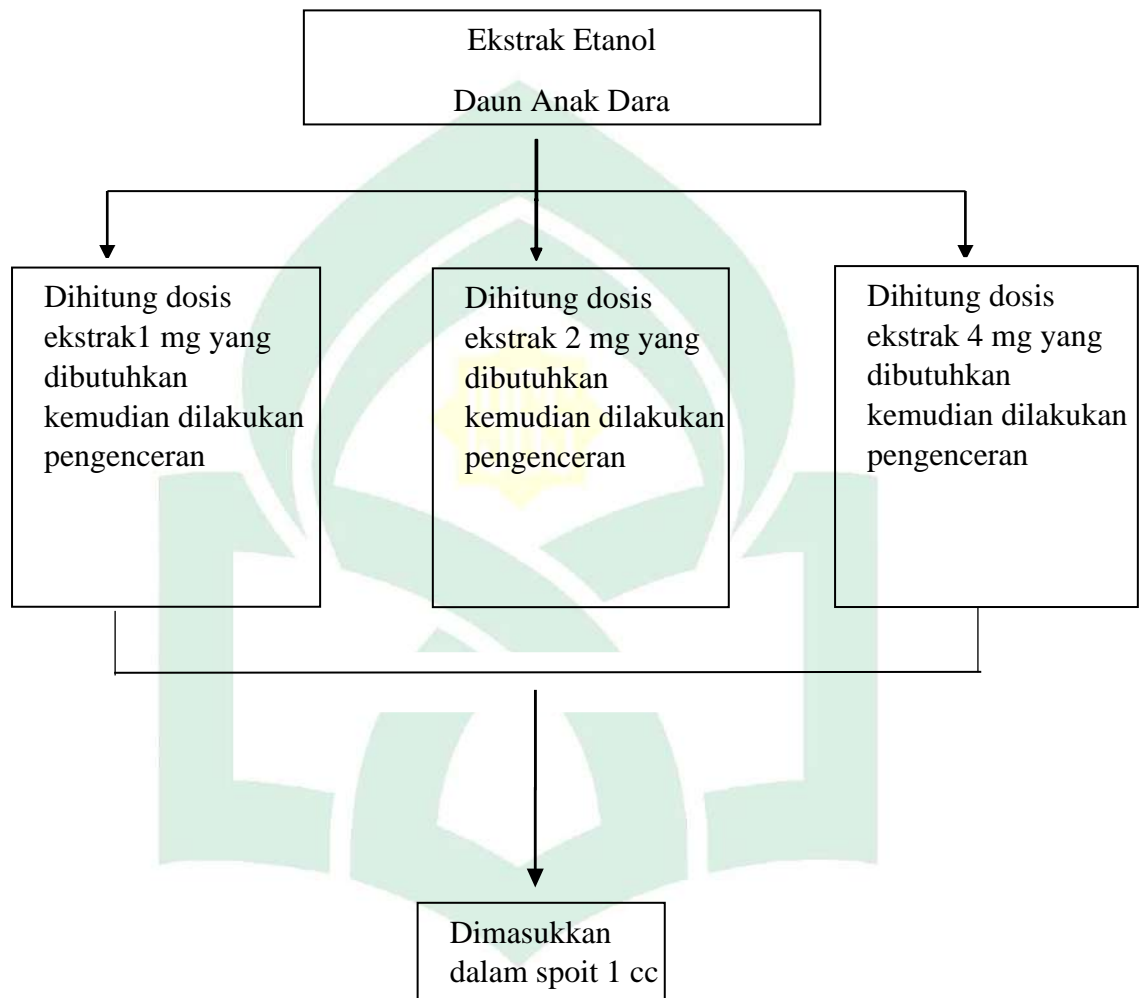 Ekstrak Etanol
Daun Anak Dara
Dihitung dosis
ekstrak1 mg yang
dibutuhkan
kemudian dilakukan
pengenceran
Dihitung dosis
ekstrak 2 mg yang
dibutuhkan
kemudian dilakukan
pengenceran
Dihitung dosis
ekstrak 4 mg yang
dibutuhkan
kemudian dilakukan
pengenceran
Dimasukkan
dalam spoit 1 cc